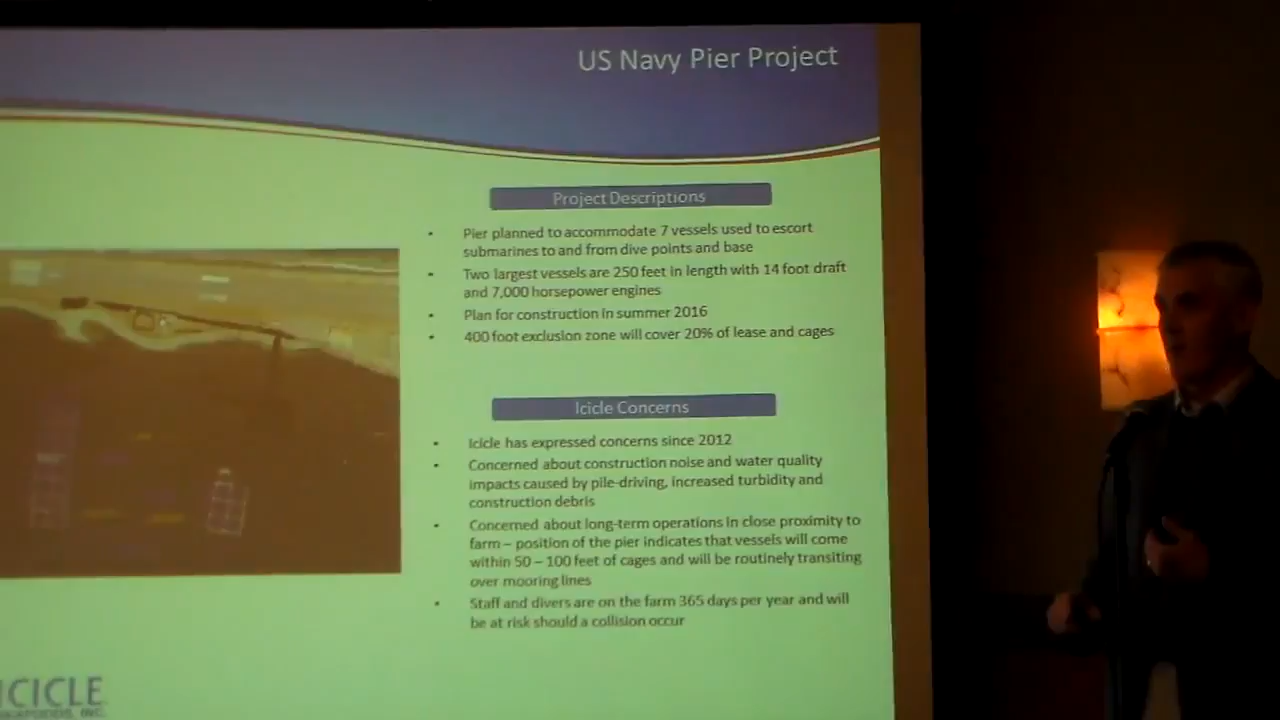 US Navy Pier Project
Project Descriptions
• Pier planned to accommodate 7 vessels used to escort
submarines to and from dive points and base
• Two largest vessels are 250 feet in length with 14 foot draft
and 7,000 horsepower engines
• Plan for construction in summer 2016
• 400 foot exclusion zone will cover 20% of lease and cages
Icicle Concerns
• Icicle has expressed concerns since 2012
• Concerned about construction noise and water quality
impacts caused by pile-driving, increased turbidity and
construction debris
• Concerned about long-term operations in close proximity to
farm – position of the pier indicates that vessels will come
within 50 – 100 feet of cages and will be routinely transiting
over mooring lines
• Staff and divers are on the farm 365 days per year and will
be at risk should a collision occur
ICICLE